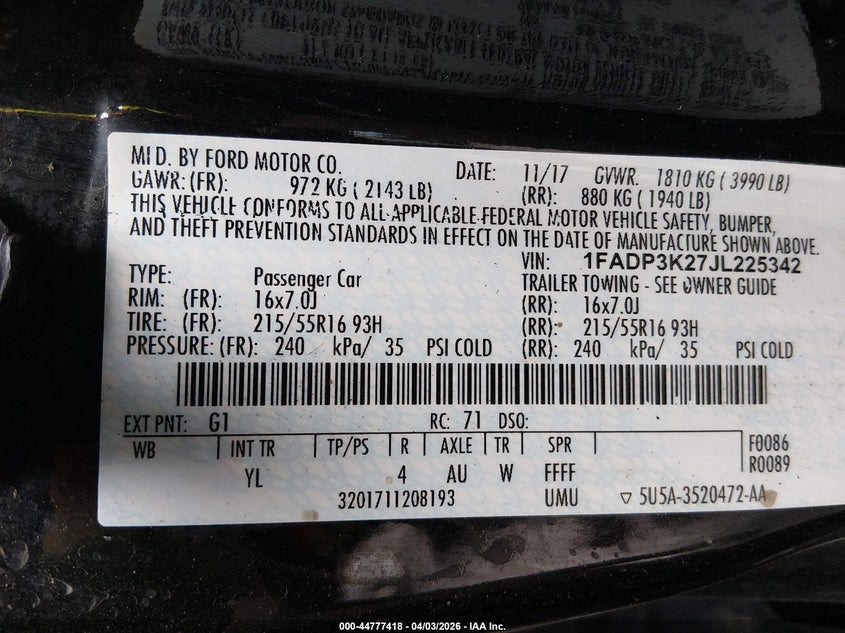 MFD. BY FORD MOTOR CO. DATE: 11/17 GVWR: 1810 KG ( 3990 LB)
GAWR: (FR): 972 KG ( 2143 LB) (RR): 880 KG ( 1940 LB)
THIS VEHICLE CONFORMS TO ALL APPLICABLE FEDERAL MOTOR VEHICLE SAFETY, BUMPER,
AND THEFT PREVENTION STANDARDS IN EFFECT ON THE DATE OF MANUFACTURE SHOWN ABOVE.
VIN: 1FADP3K27JL225342
TYPE: Passenger Car TRAILER TOWING - SEE OWNER GUIDE
RIM: (FR): 16x7.0J (RR): 16x7.0J
TIRE: (FR): 215/55R16 93H (RR): 215/55R16 93H
PRESSURE: (FR): 240 kPa/ 35 PSI COLD (RR): 240 kPa/ 35 PSI COLD
EXT PNT: G1 RC: 71 DSO:
WB INT TR TP/PS R AXLE TR SPR F0086
YL 4 AU W FFFF R0089
3201711208193 UMU ▽ 5U5A-3520472-AA
000-44777418 - 04/03/2026 - IAA Inc.